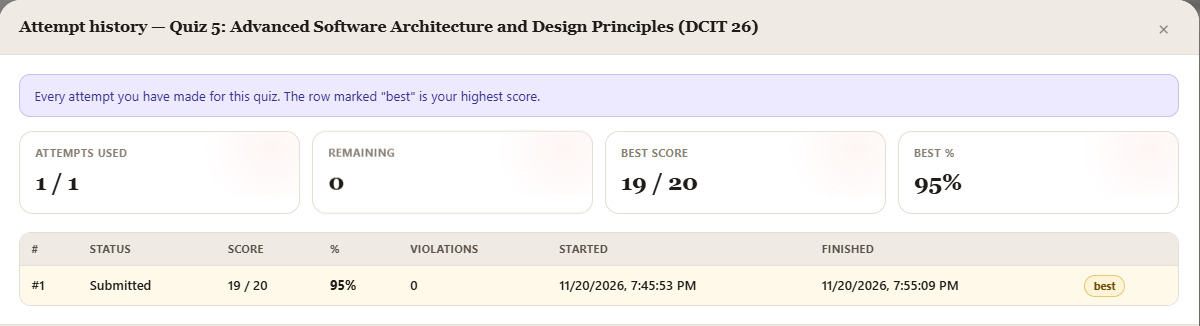 Attempt history — Quiz 5: Advanced Software Architecture and Design Principles (DCIT 26)
×
Every attempt you have made for this quiz. The row marked "best" is your highest score.
ATTEMPTS USED
1 / 1
REMAINING
0
BEST SCORE
19 / 20
BEST %
95%
# STATUS SCORE % VIOLATIONS STARTED FINISHED
#1 Submitted 19 / 20 95% 0 11/20/2026, 7:45:53 PM 11/20/2026, 7:55:09 PM best